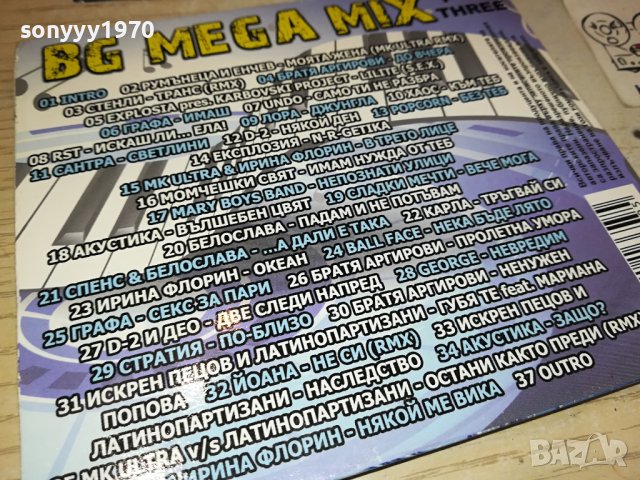 sonyyy1970
BG MEGA MIX
THREE
01 INTRO 02 РУМЪНЕЦА И ЕНЧЕВ - МОЯТА ЖЕНА (MK ULTRA RMX)
03 СТЕНЛИ - ТРАНС (RMX) 04 БРАТЯ АРГИРОВИ - ДО ВЧЕРА
05 EXPLOSIA pres. KARBOVSKI PROJECT - LILITE (S.E.X.)
06 ГРАФА - ИМАШ 07 UNDO - САМО ТИ НЕ РАЗБРА
08 RST - ИСКАШ ЛИ... ЕЛА! 09 ЛОРА - ДЖУНГЛА 10 ХАОС - КЪМ ТЕБ
11 САНТРА - СВЕТЛИНИ 12 D-2 - НЯКОЙ ДЕН 13 POPCORN - БЕЗ ТЕБ
14 ЕКСПЛОЗИЯ - N-R-GETIKA
15 MK ULTRA & ИРИНА ФЛОРИН - В ТРЕТО ЛИЦЕ
16 МОМЧЕШКИ СВЯТ - ИМАМ НУЖДА ОТ ТЕБ
17 MARY BOYS BAND - НЕПОЗНАТИ УЛИЦИ
18 АКУСТИКА - ВЪЛШЕБЕН ЦВЯТ 19 СЛАДКИ МЕЧТИ - ВЕЧЕ МОГА
20 БЕЛОСЛАВА - ПАДАМ И НЕ ПОТЪВАМ
21 СПЕНС & БЕЛОСЛАВА - ...А ДАЛИ Е ТАКА 22 КАРЛА - ТРЪГВАЙ СИ
23 ИРИНА ФЛОРИН - ОКЕАН 24 BALL FACE - НЕКА БЪДЕ ЛЯТО
25 ГРАФА - СЕКС ЗА ПАРИ 26 БРАТЯ АРГИРОВИ - ПРОЛЕТНА УМОРА
27 D-2 И ДЕО - ДВЕ СЛЕДИ НАПРЕД 28 GEORGE - НЕВРЕДИМ
29 СТРАТИЯ - ПО-БЛИЗО 30 БРАТЯ АРГИРОВИ - НЕНУЖЕН
31 ИСКРЕН ПЕЦОВ И ЛАТИНОПАРТИЗАНИ - ГУБЯ ТЕ feat. МАРИАНА
ПОПОВА 32 ЙОАНА - НЕ СИ (RMX) 33 ИСКРЕН ПЕЦОВ И
ЛАТИНОПАРТИЗАНИ - НАСЛЕДСТВО 34 АКУСТИКА - ЗАЩО?
MK ULTRA v/s ЛАТИНОПАРТИЗАНИ - ОСТАНИ КАКТО ПРЕДИ (RMX)
ИРИНА ФЛОРИН - НЯКОЙ МЕ ВИКА 37 OUTRO
BAZAR